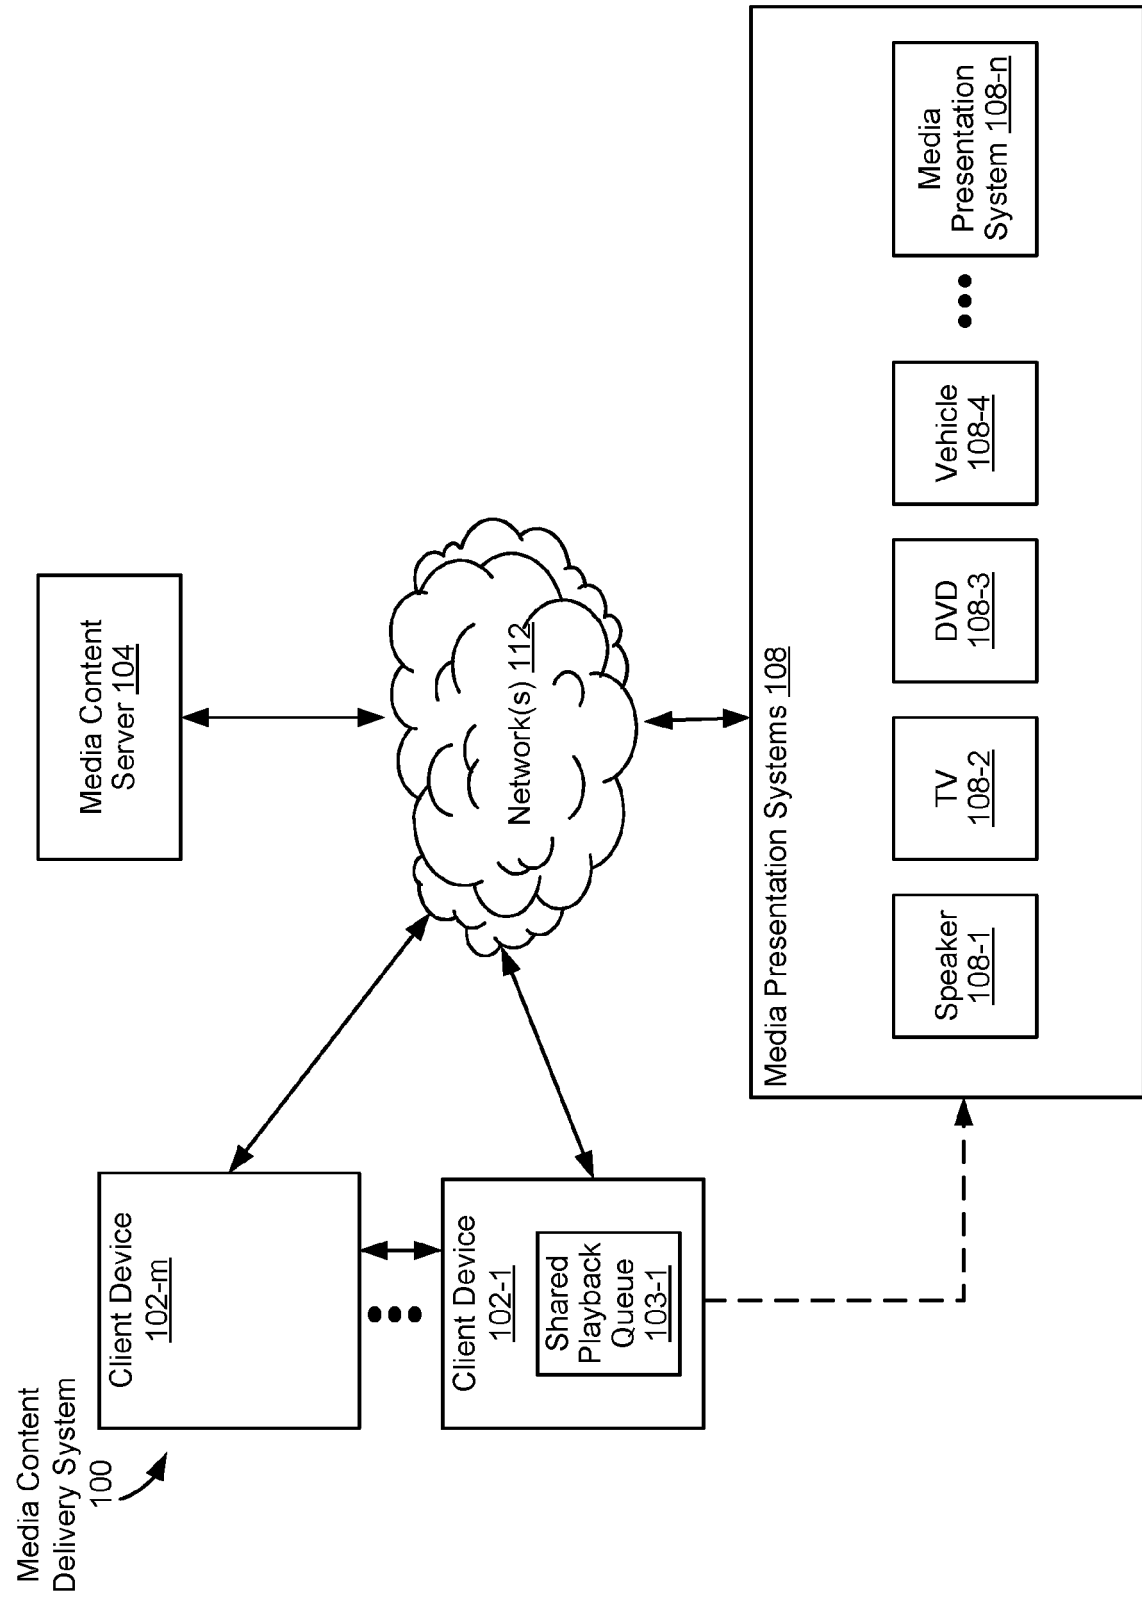 Media Content
Delivery System
100
Client Device
102-m
Client Device
102-1
Shared
Playback
Queue
103-1
Media Content
Server 104
Network(s) 112
Media Presentation Systems 108
Speaker
108-1
TV
108-2
DVD
108-3
Vehicle
108-4
Media
Presentation
System 108-n